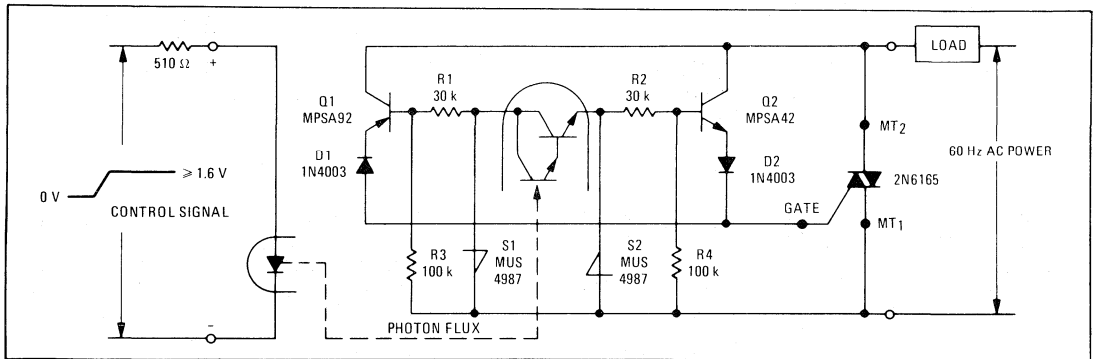 510 Ω
+
0 V
≥ 1.6 V
CONTROL SIGNAL
-
PHOTON FLUX
Q1
MPSA92
D1
1N4003
R1
30 k
R3
100 k
S1
MUS
4987
S2
MUS
4987
R2
30 k
R4
100 k
Q2
MPSA42
D2
1N4003
GATE
MT2
2N6165
MT1
LOAD
60 Hz AC POWER